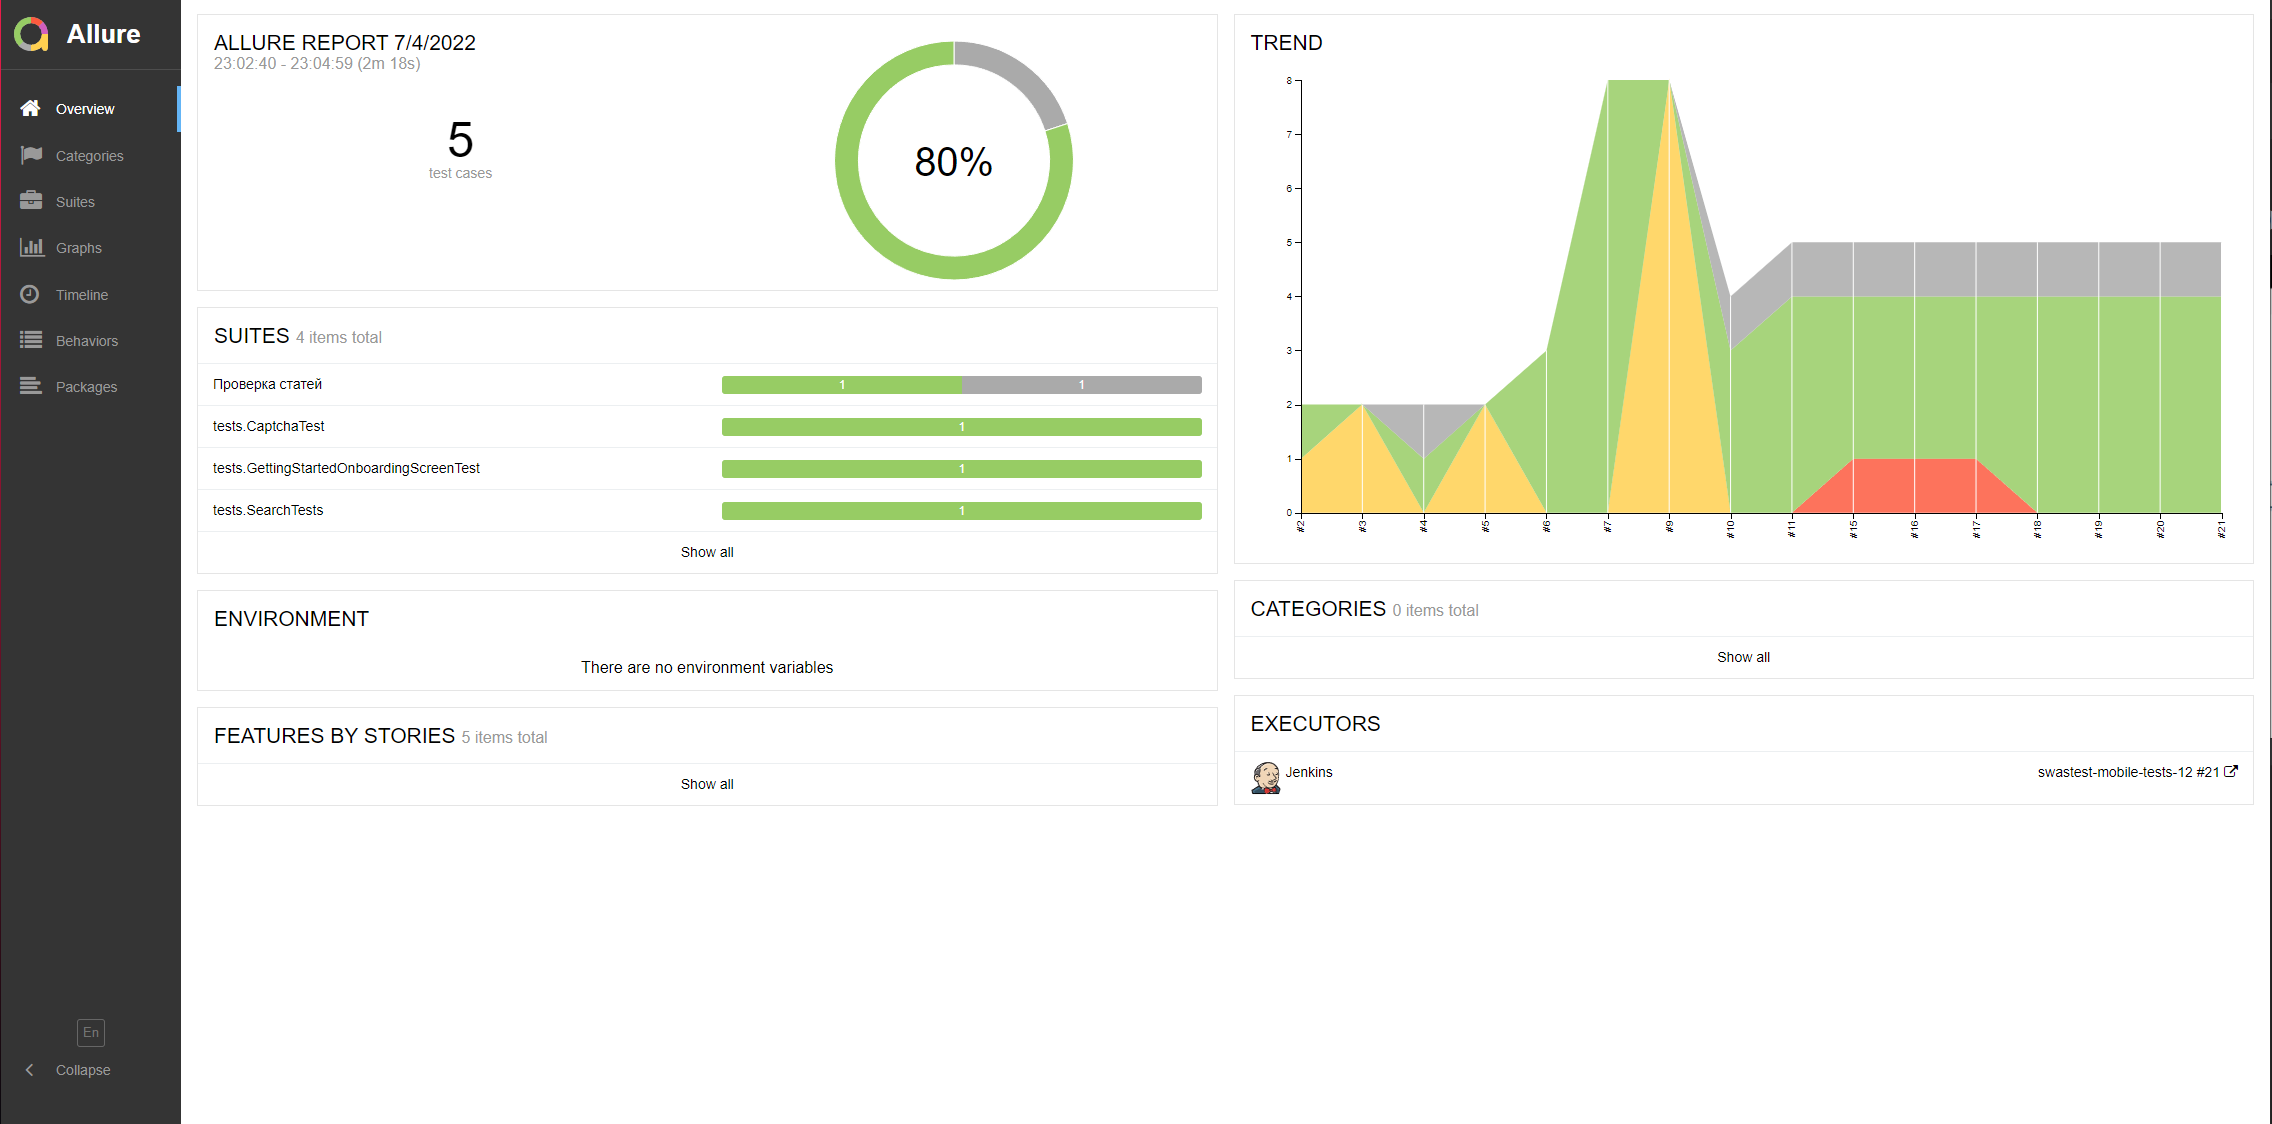 Allure
Overview
Categories
Suites
Graphs
Timeline
Behaviors
Packages
En
Collapse
ALLURE REPORT 7/4/2022
23:02:40 - 23:04:59 (2m 18s)
5
test cases
80%
SUITES 4 items total
Проверка статей 1 1
tests.CaptchaTest 1
tests.GettingStartedOnboardingScreenTest 1
tests.SearchTests 1
Show all
ENVIRONMENT
There are no environment variables
FEATURES BY STORIES 5 items total
Show all
TREND
8
7
6
5
4
3
2
1
0
#2 #3 #4 #5 #6 #7 #9 #10 #11 #15 #16 #17 #18 #19 #20 #21
CATEGORIES 0 items total
Show all
EXECUTORS
Jenkins swastest-mobile-tests-12 #21